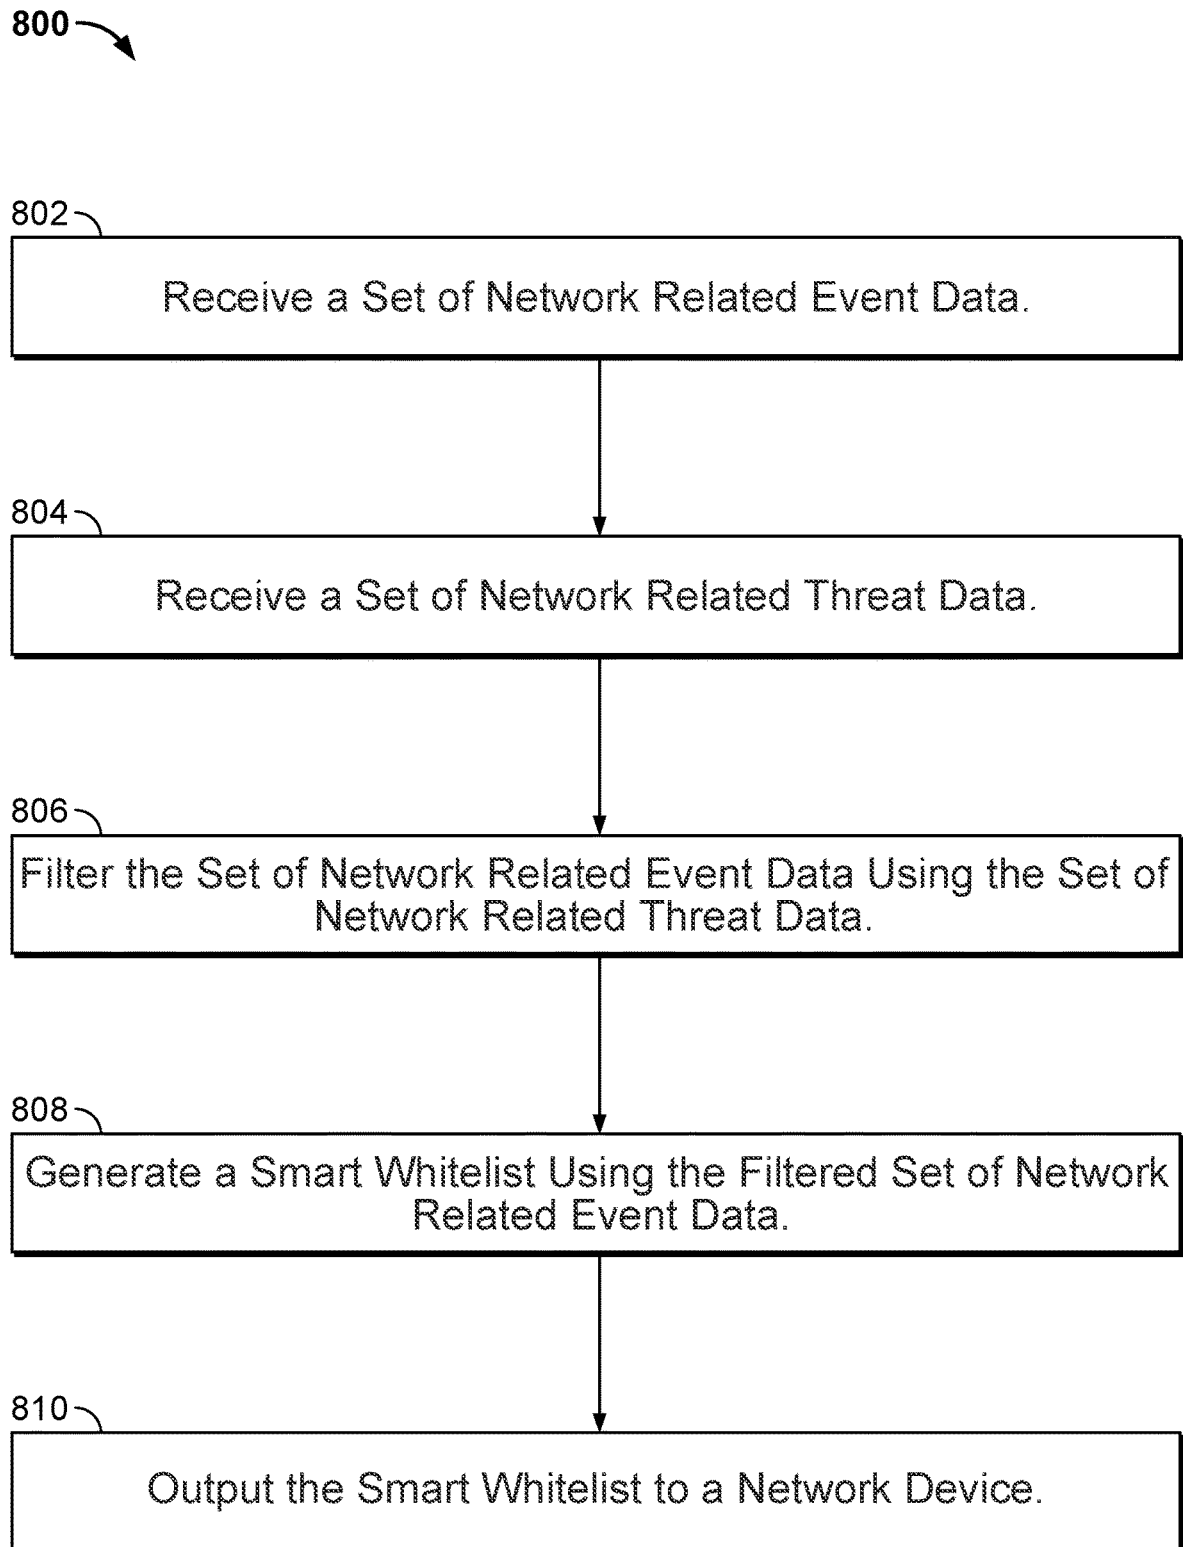 800
802
Receive a Set of Network Related Event Data.
804
Receive a Set of Network Related Threat Data.
806
Filter the Set of Network Related Event Data Using the Set of
Network Related Threat Data.
808
Generate a Smart Whitelist Using the Filtered Set of Network
Related Event Data.
810
Output the Smart Whitelist to a Network Device.